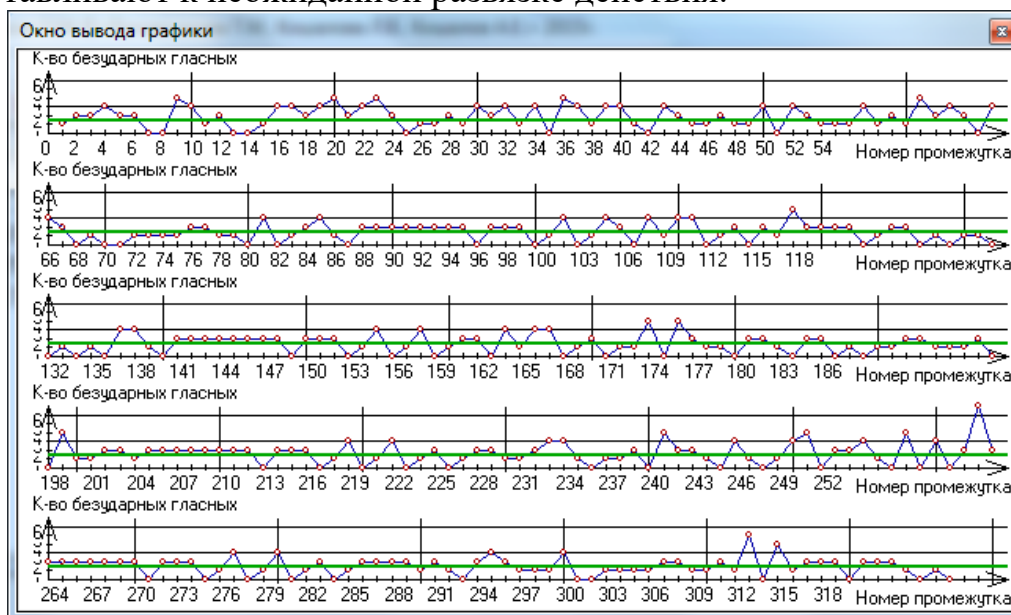 тавливают к неожиданной развязке действия.
Окно вывода графики
К-во безударных гласных
0 2 4 6 8 10 12 14 16 18 20 22 24 26 28 30 32 34 36 38 40 42 44 46 48 50 52 54 Номер промежутка
К-во безударных гласных
66 68 70 72 74 76 78 80 82 84 86 88 90 92 94 96 98 100 103 106 109 112 115 118 Номер промежутка
К-во безударных гласных
132 135 138 141 144 147 150 153 156 159 162 165 168 171 174 177 180 183 186 Номер промежутка
К-во безударных гласных
198 201 204 207 210 213 216 219 222 225 228 231 234 237 240 243 246 249 252 Номер промежутка
К-во безударных гласных
264 267 270 273 276 279 282 285 288 291 294 297 300 303 306 309 312 315 318 Номер промежутка